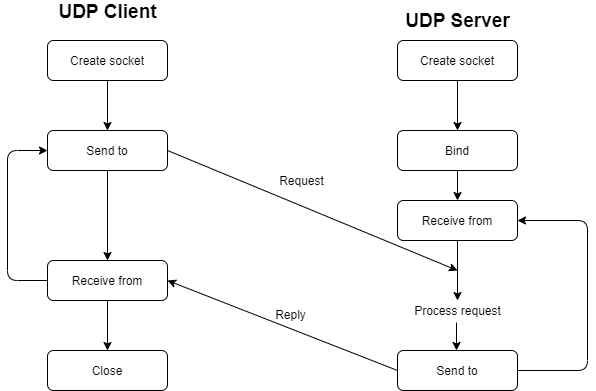 UDP Client
UDP Server
Create socket
Create socket
Send to
Bind
Request
Receive from
Receive from
Reply
Process request
Close
Send to